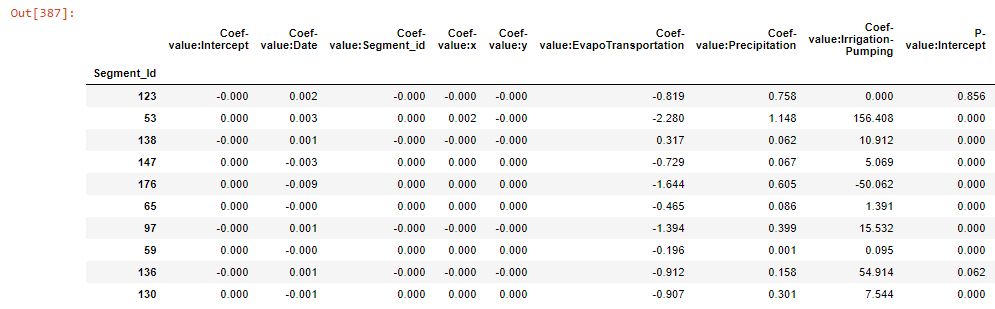 Out[387]:
Coef-value:Intercept Coef-value:Date Coef-value:Segment_id Coef-value:x Coef-value:y Coef-value:EvapoTransportation Coef-value:Precipitation Coef-value:Irrigation-Pumping P-value:Intercept
Segment_Id
123 -0.000 0.002 -0.000 -0.000 -0.000 -0.819 0.758 0.000 0.856
53 0.000 0.003 0.000 0.002 -0.000 -2.280 1.148 156.408 0.000
138 -0.000 0.001 -0.000 -0.000 -0.000 0.317 0.062 10.912 0.000
147 0.000 -0.003 0.000 0.000 0.000 -0.729 0.067 5.069 0.000
176 0.000 -0.009 0.000 0.000 0.000 -1.644 0.605 -50.062 0.000
65 0.000 -0.000 0.000 0.000 0.000 -0.465 0.086 1.391 0.000
97 -0.000 0.001 -0.000 -0.000 -0.000 -1.394 0.399 15.532 0.000
59 0.000 -0.000 0.000 0.000 0.000 -0.196 0.001 0.095 0.000
136 -0.000 0.001 -0.000 -0.000 -0.000 -0.912 0.158 54.914 0.062
130 0.000 -0.001 0.000 0.000 0.000 -0.907 0.301 7.544 0.000